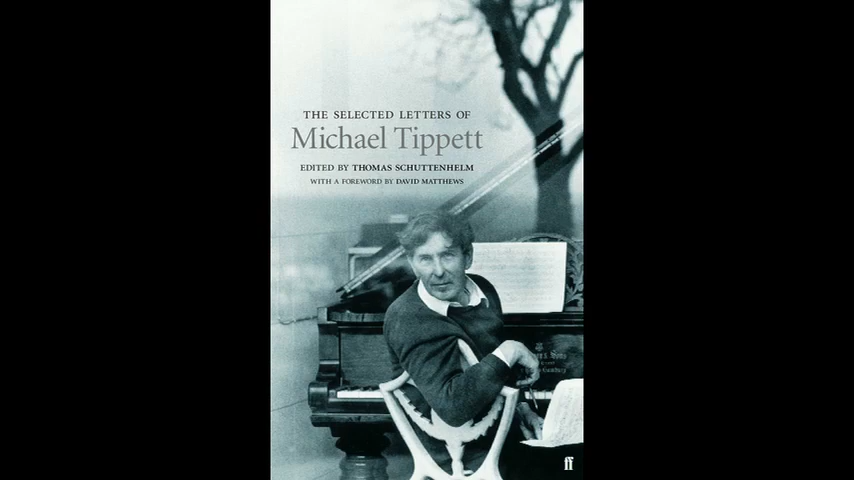 THE SELECTED LETTERS OF
Michael Tippett
EDITED BY THOMAS SCHUTTENHELM
WITH A FOREWORD BY DAVID MATTHEWS
ff